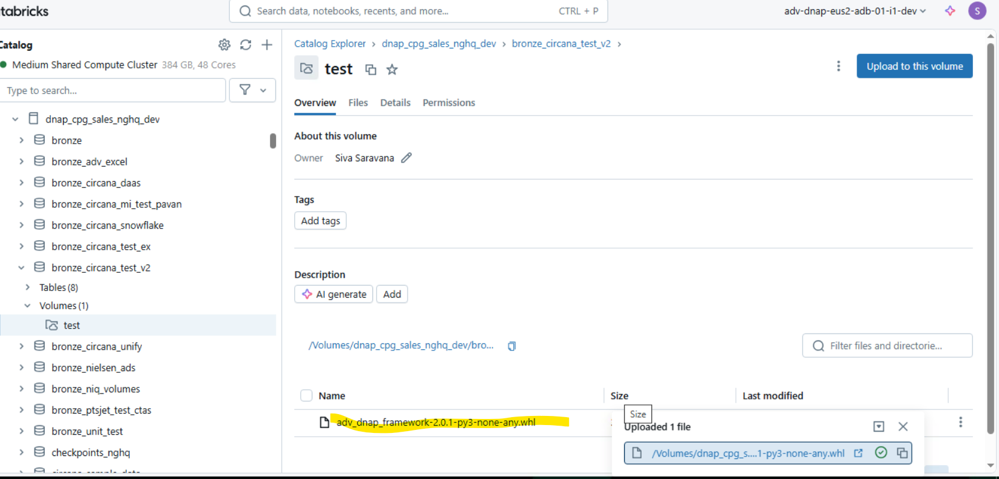 tabricks
Search data, notebooks, recents, and more...
CTRL + P
adv-dnap-eus2-adb-01-i1-dev
S
Catalog
Medium Shared Compute Cluster 384 GB, 48 Cores
Type to search...
dnap_cpg_sales_nghq_dev
bronze
bronze_adv_excel
bronze_circana_daas
bronze_circana_mi_test_pavan
bronze_circana_snowflake
bronze_circana_test_ex
bronze_circana_test_v2
Tables (8)
Volumes (1)
test
bronze_circana_unify
bronze_nielsen_ads
bronze_niq_volumes
bronze_ptsjet_test_ctas
bronze_unit_test
checkpoints_nghq
circana_sample_data
Catalog Explorer > dnap_cpg_sales_nghq_dev > bronze_circana_test_v2 >
test
Upload to this volume
Overview Files Details Permissions
About this volume
Owner Siva Saravana
Tags
Add tags
Description
AI generate Add
/Volumes/dnap_cpg_sales_nghq_dev/bro...
Filter files and directorie...
Name Size Last modified
adv_dnap_framework-2.0.1-py3-none-any.whl
Size
Uploaded 1 file
/Volumes/dnap_cpg_s....1-py3-none-any.whl